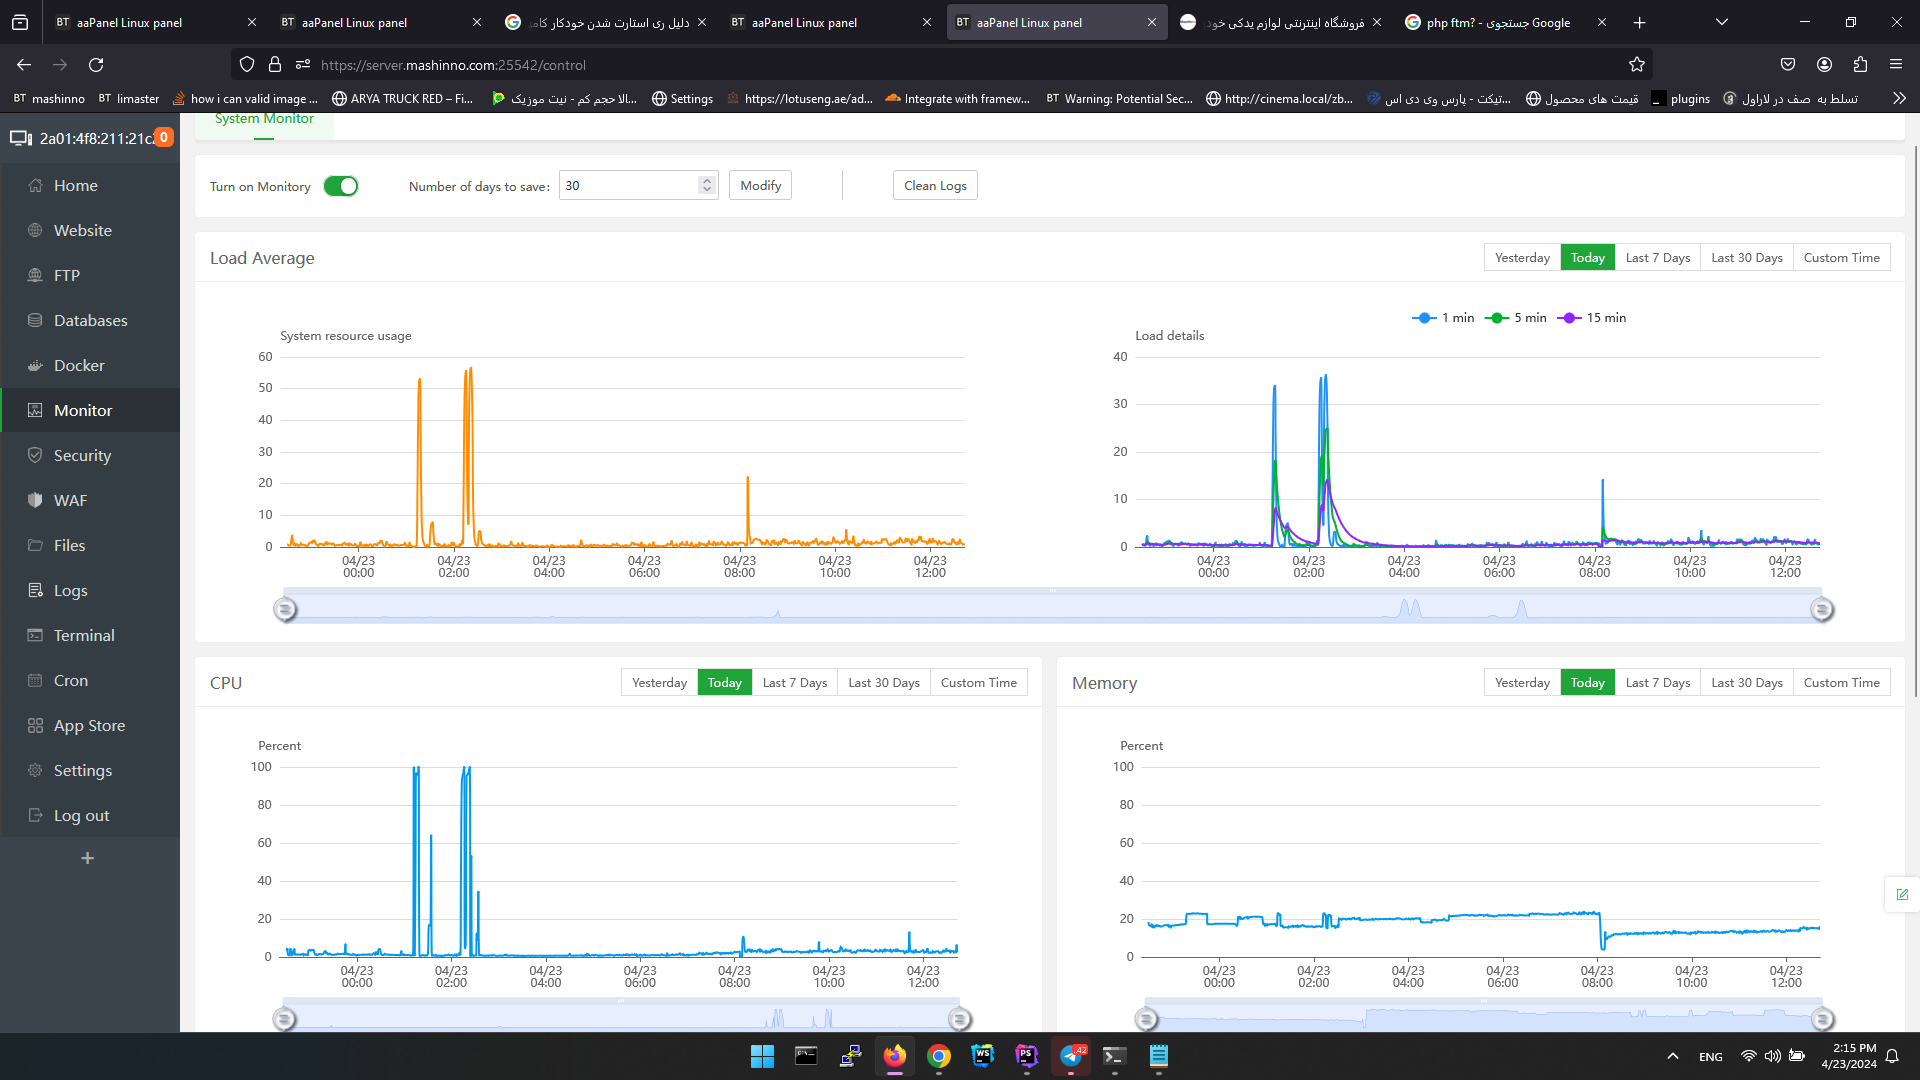 aaPanel Linux panel
aaPanel Linux panel
دلیل ری استارت شدن خودکار کام
aaPanel Linux panel
aaPanel Linux panel
فروشگاه اینترنتی لوازم یدکی خود
php ftm? - جستجوی Google
https://server.mashinno.com:25542/control
BT mashinno
BT limaster
how i can valid image ...
ARYA TRUCK RED – Fi...
...بالا حجم کم - نیت موزیک
Settings
https://lotuseng.ae/ad...
Integrate with framew...
BT Warning: Potential Sec...
http://cinema.local/zb...
...تیکت - پارس وی دی اس
قیمت های محصول
plugins
تسلط به صف در لاراول
2a01:4f8:211:21c
0
Home
Website
FTP
Databases
Docker
Monitor
Security
WAF
Files
Logs
Terminal
Cron
App Store
Settings
Log out
+
System Monitor
Turn on Monitory
Number of days to save: 30
Modify
Clean Logs
Load Average
Yesterday Today Last 7 Days Last 30 Days Custom Time
System resource usage
60
50
40
30
20
10
0
04/23 04/23 04/23 04/23 04/23 04/23 04/23
00:00 02:00 04:00 06:00 08:00 10:00 12:00
1 min 5 min 15 min
Load details
40
30
20
10
0
04/23 04/23 04/23 04/23 04/23 04/23 04/23
00:00 02:00 04:00 06:00 08:00 10:00 12:00
CPU
Yesterday Today Last 7 Days Last 30 Days Custom Time
Percent
100
80
60
40
20
0
04/23 04/23 04/23 04/23 04/23 04/23 04/23
00:00 02:00 04:00 06:00 08:00 10:00 12:00
Memory
Yesterday Today Last 7 Days Last 30 Days Custom Time
Percent
100
80
60
40
20
0
04/23 04/23 04/23 04/23 04/23 04/23 04/23
00:00 02:00 04:00 06:00 08:00 10:00 12:00
WS
PS
42
ENG
2:15 PM
4/23/2024